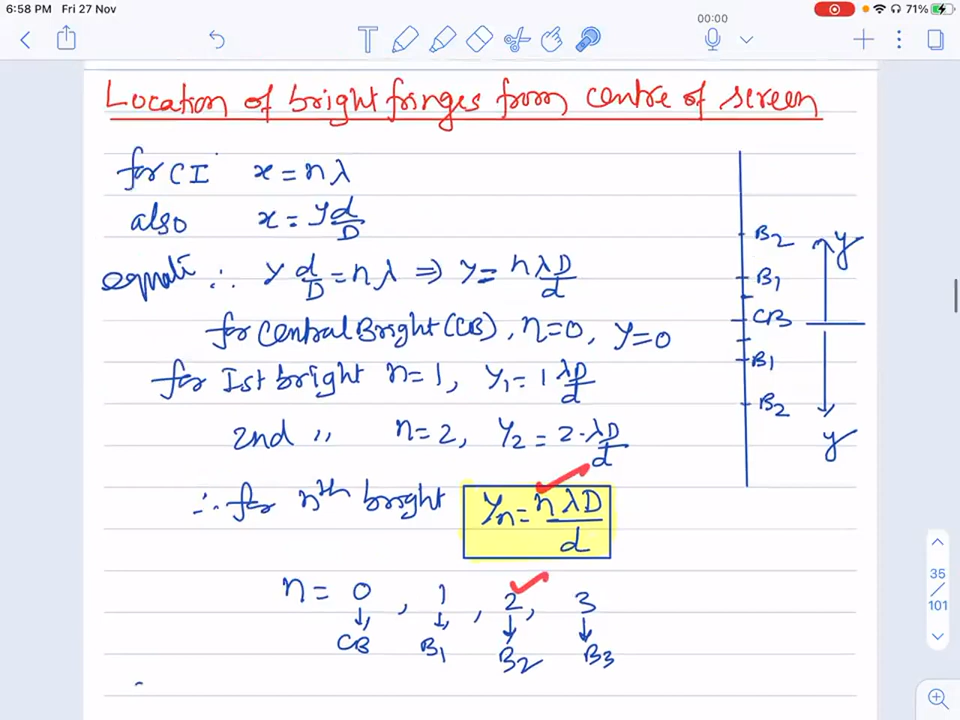 6:58 PM Fri 27 Nov
71%
00:00
Location of bright fringes from centre of screen
for CI x = nλ
also x = y d/D
equati ∴ y d/D = nλ ⇒ y = nλD/d
for Central Bright (CB), n=0, y=0
for Ist bright n=1, y₁ = 1 λD/d
2nd ,, n=2, y₂ = 2·λD/d
∴ for nth bright yₙ = nλD/d
n = 0, 1, 2, 3
CB B₁ B₂ B₃
B₂ y
B₁
CB
B₁
B₂
y
35
/
101